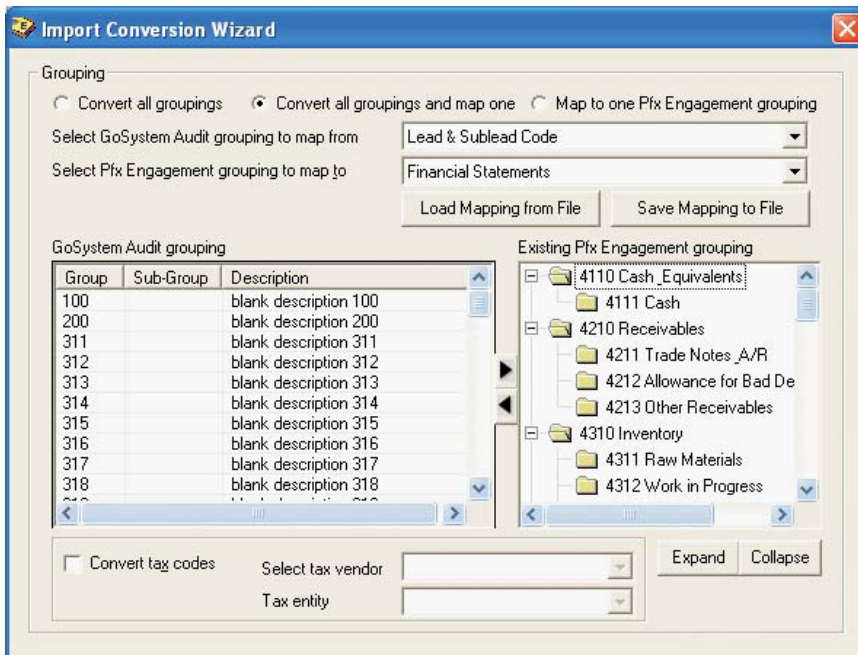 Import Conversion Wizard
Grouping
Convert all groupings Convert all groupings and map one Map to one Pfx Engagement grouping
Select GoSystem Audit grouping to map from Lead & Sublead Code
Select Pfx Engagement grouping to map to Financial Statements
Load Mapping from File Save Mapping to File
GoSystem Audit grouping Existing Pfx Engagement grouping
Group Sub-Group Description
100 blank description 100
200 blank description 200
311 blank description 311
312 blank description 312
313 blank description 313
314 blank description 314
315 blank description 315
316 blank description 316
317 blank description 317
318 blank description 318
4110 Cash _Equivalents
4111 Cash
4210 Receivables
4211 Trade Notes _A/R
4212 Allowance for Bad De
4213 Other Receivables
4310 Inventory
4311 Raw Materials
4312 Work in Progress
Convert tax codes Select tax vendor
Tax entity
Expand Collapse